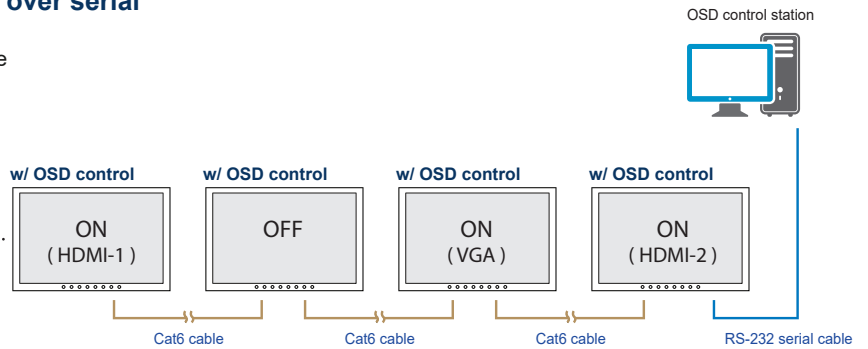 over serial
OSD control station
e
w/ OSD control
w/ OSD control
w/ OSD control
w/ OSD control
ON
( HDMI-1 )
OFF
ON
( VGA )
ON
( HDMI-2 )
.
Cat6 cable
Cat6 cable
Cat6 cable
RS-232 serial cable